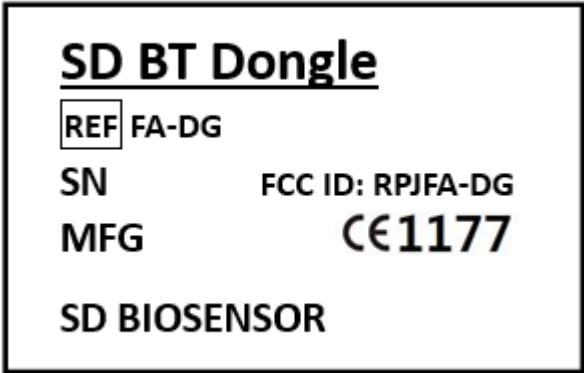 SD BT Dongle
REF FA-DG
SN FCC ID: RPJFA-DG
MFG CE1177
SD BIOSENSOR